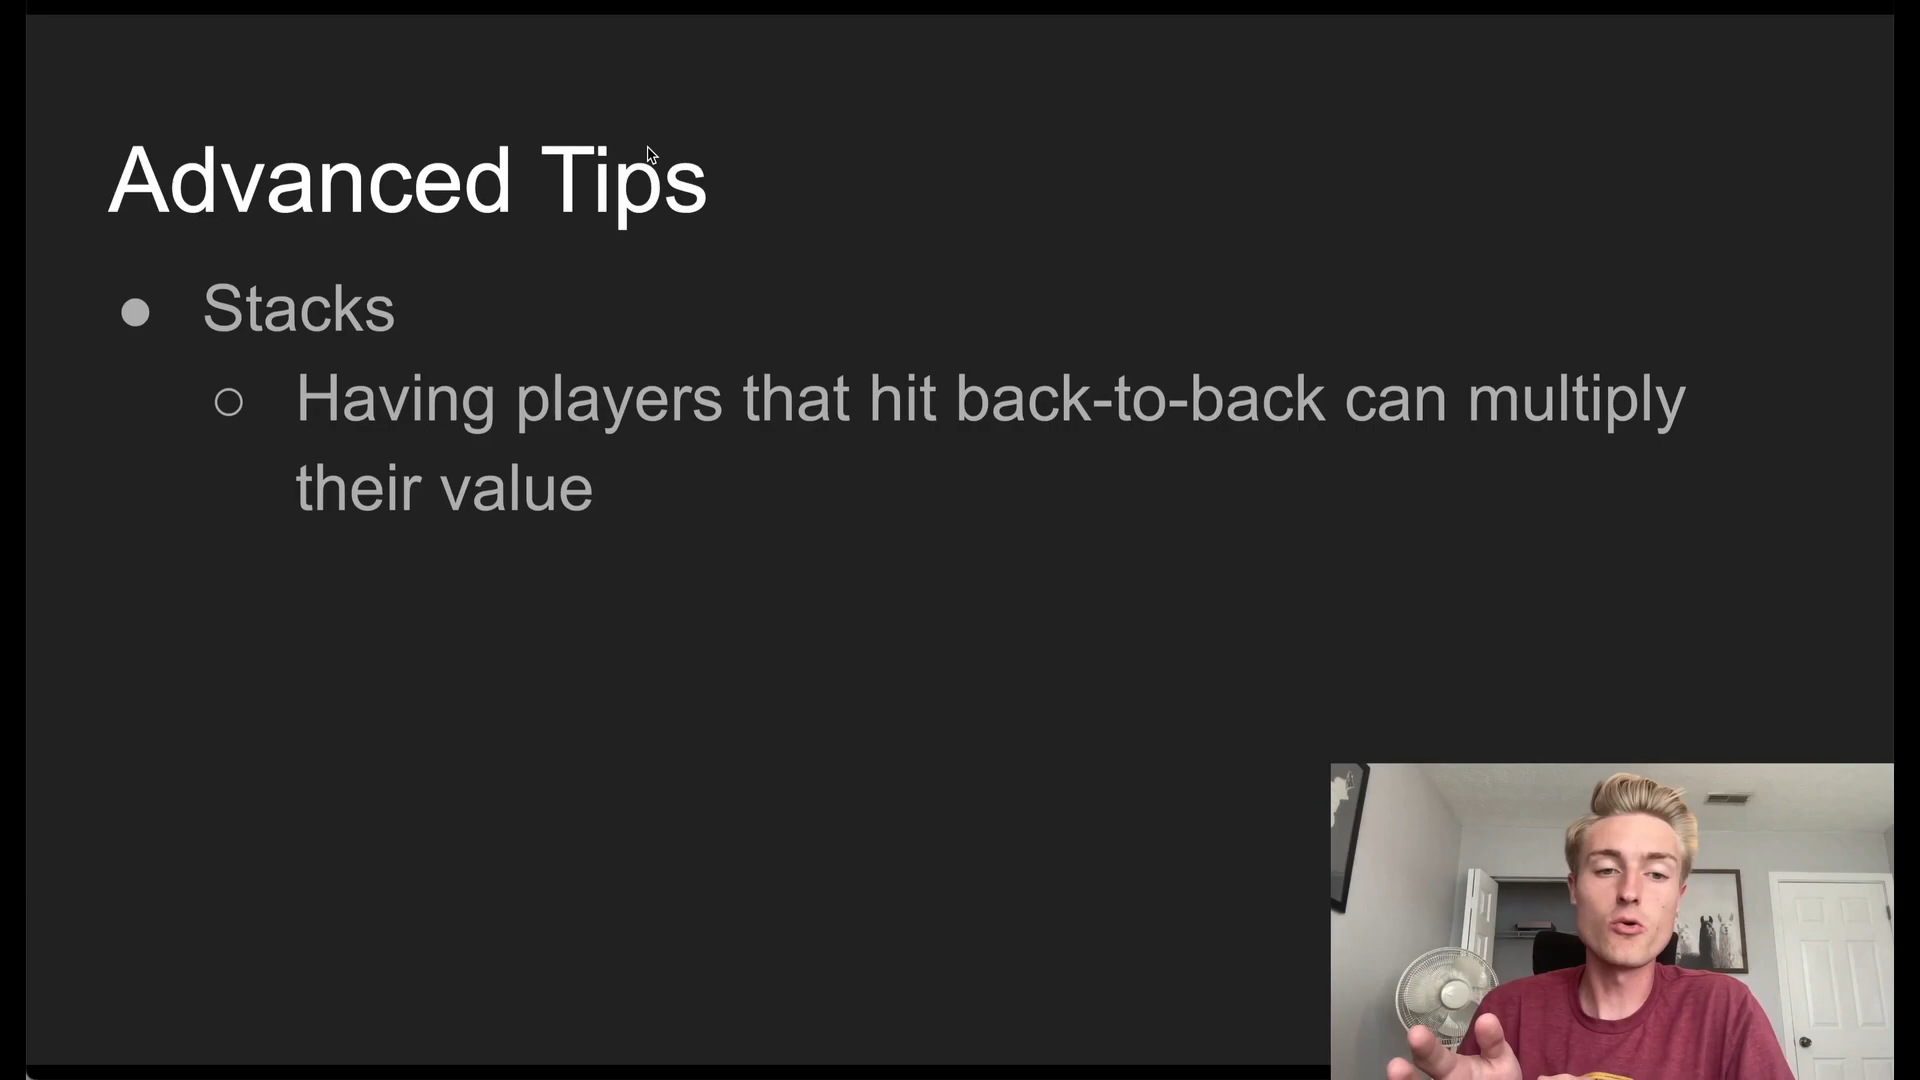 Advanced Tips
Stacks
Having players that hit back-to-back can multiply
their value